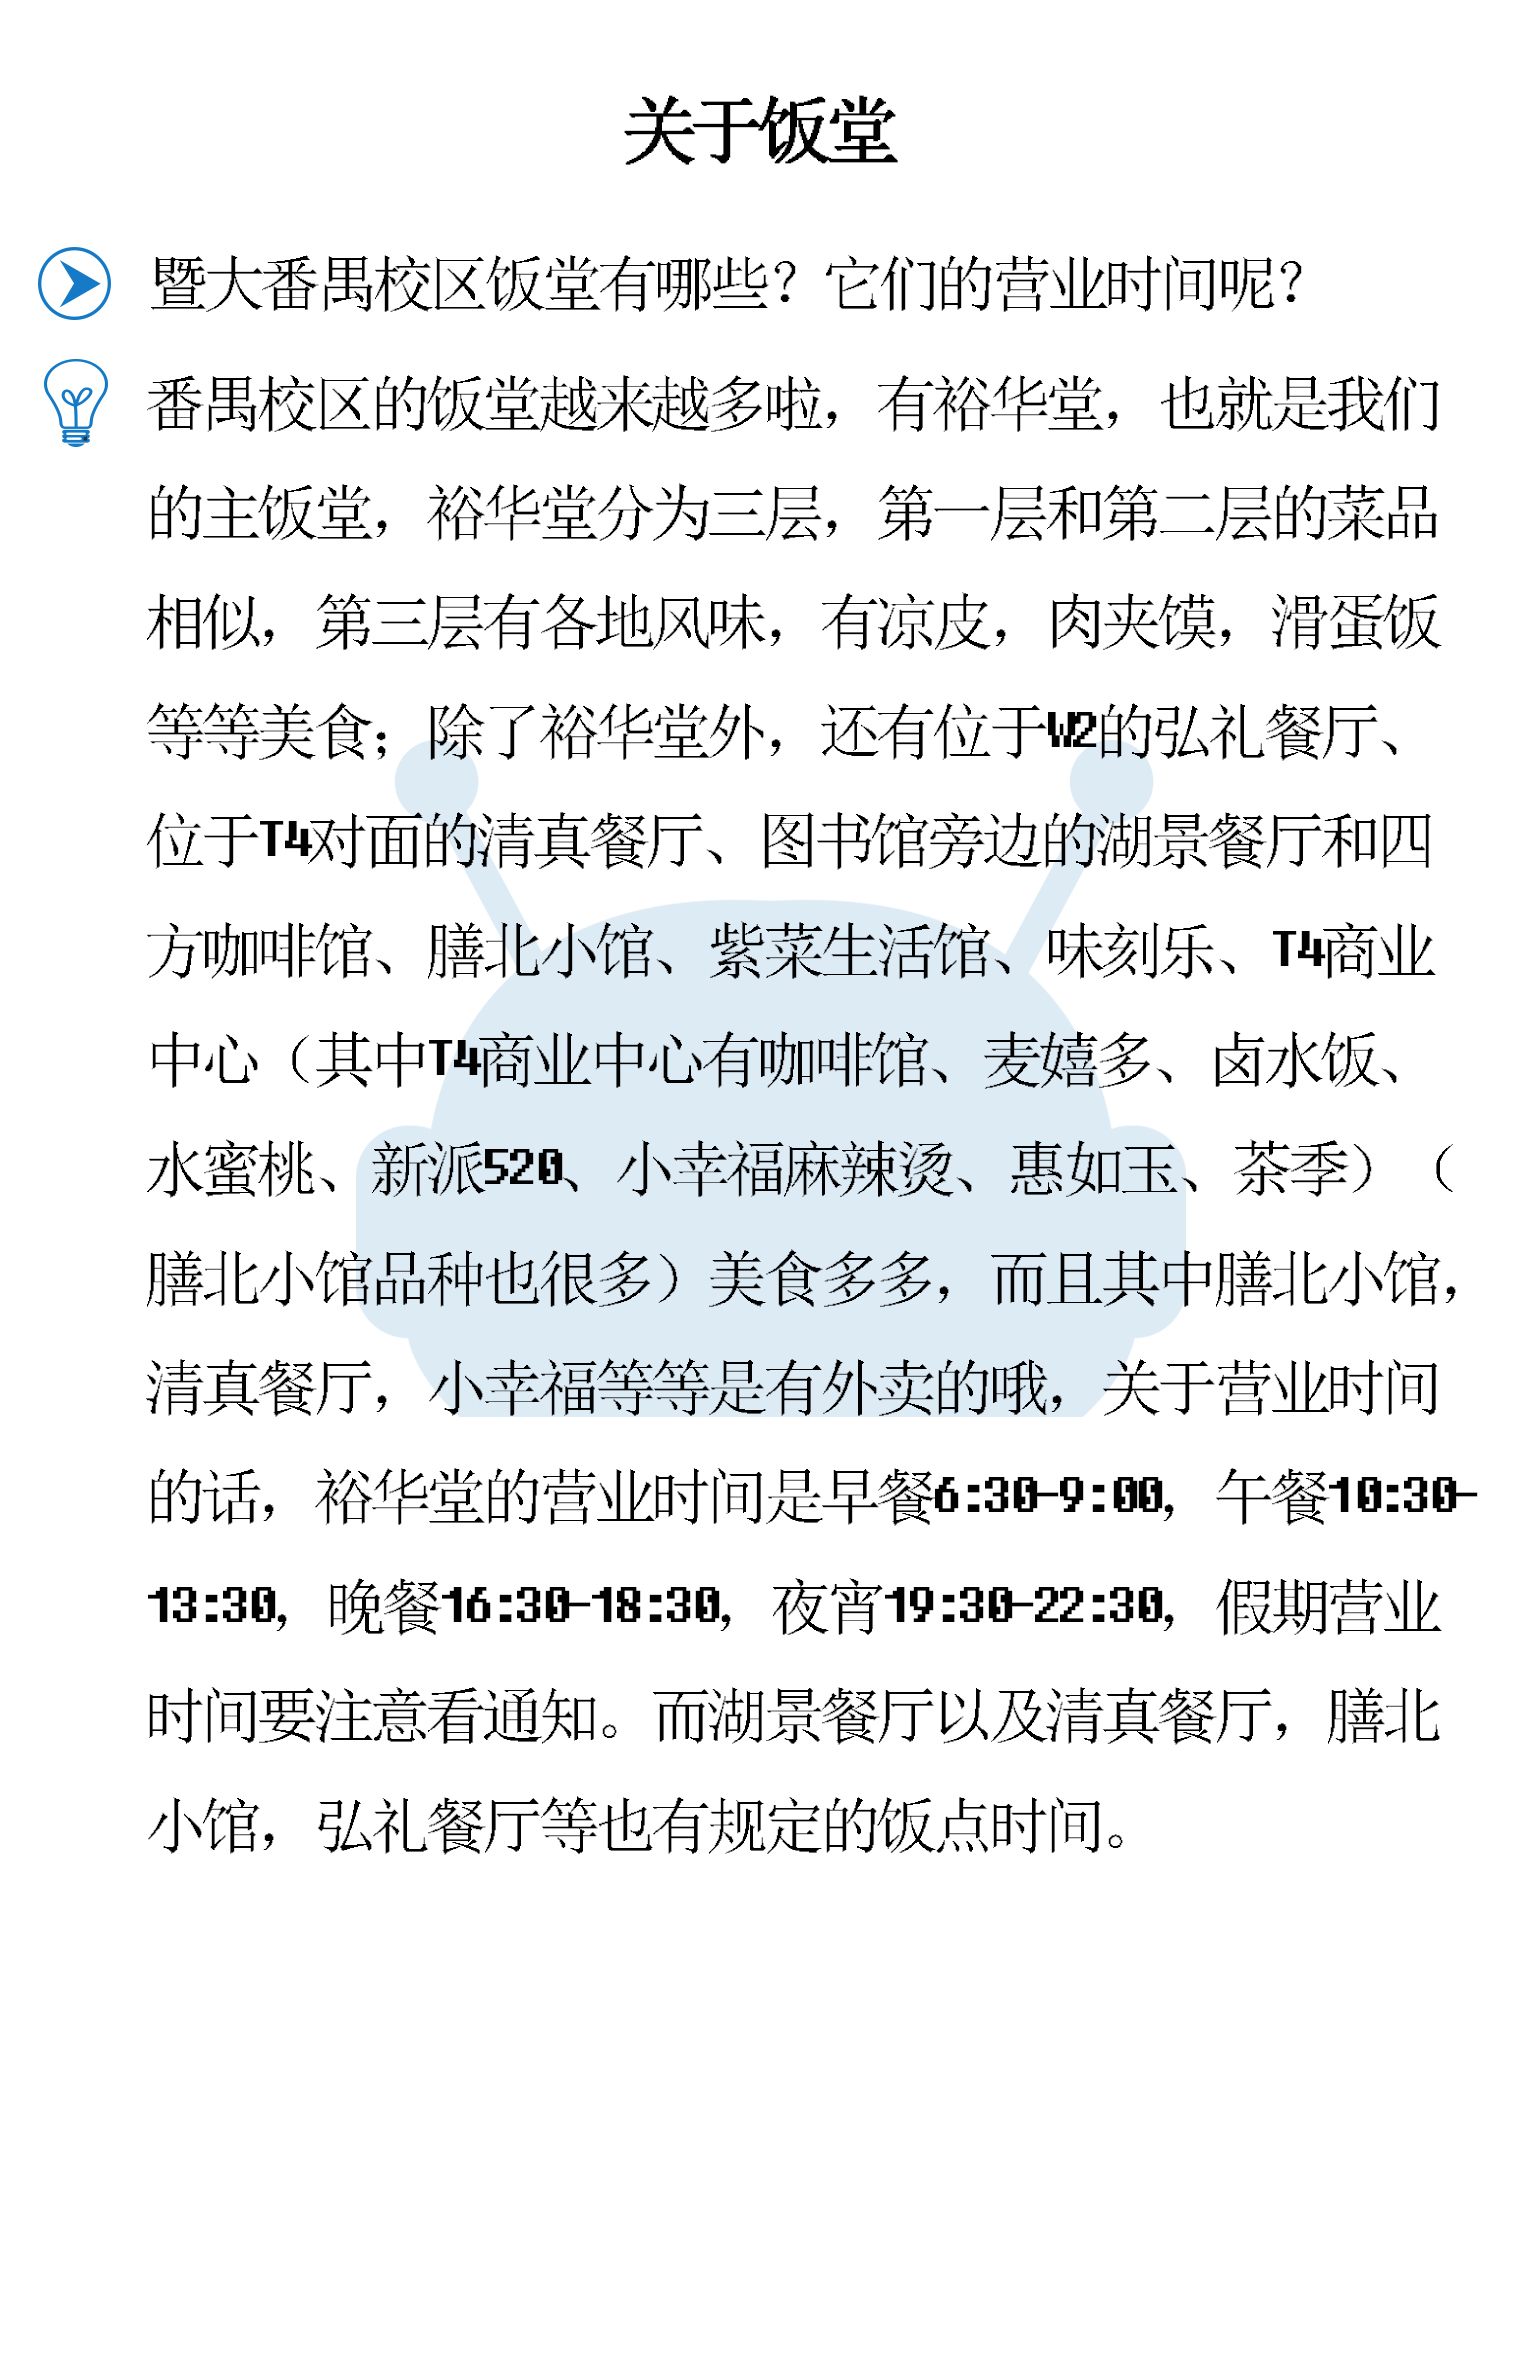 关于饭堂
暨大番禺校区饭堂有哪些？它们的营业时间呢？
番禺校区的饭堂越来越多啦，有裕华堂，也就是我们
的主饭堂，裕华堂分为三层，第一层和第二层的菜品
相似，第三层有各地风味，有凉皮，肉夹馍，滑蛋饭
等等美食；除了裕华堂外，还有位于W2的弘礼餐厅、
位于T4对面的清真餐厅、图书馆旁边的湖景餐厅和四
方咖啡馆、膳北小馆、紫菜生活馆、味刻乐、T4商业
中心（其中T4商业中心有咖啡馆、麦嬉多、卤水饭、
水蜜桃、新派520、小幸福麻辣烫、惠如玉、茶季）（
膳北小馆品种也很多）美食多多，而且其中膳北小馆，
清真餐厅，小幸福等等是有外卖的哦，关于营业时间
的话，裕华堂的营业时间是早餐6:30-9:00，午餐10:30-
13:30，晚餐16:30-18:30，夜宵19:30-22:30，假期营业
时间要注意看通知。而湖景餐厅以及清真餐厅，膳北
小馆，弘礼餐厅等也有规定的饭点时间。